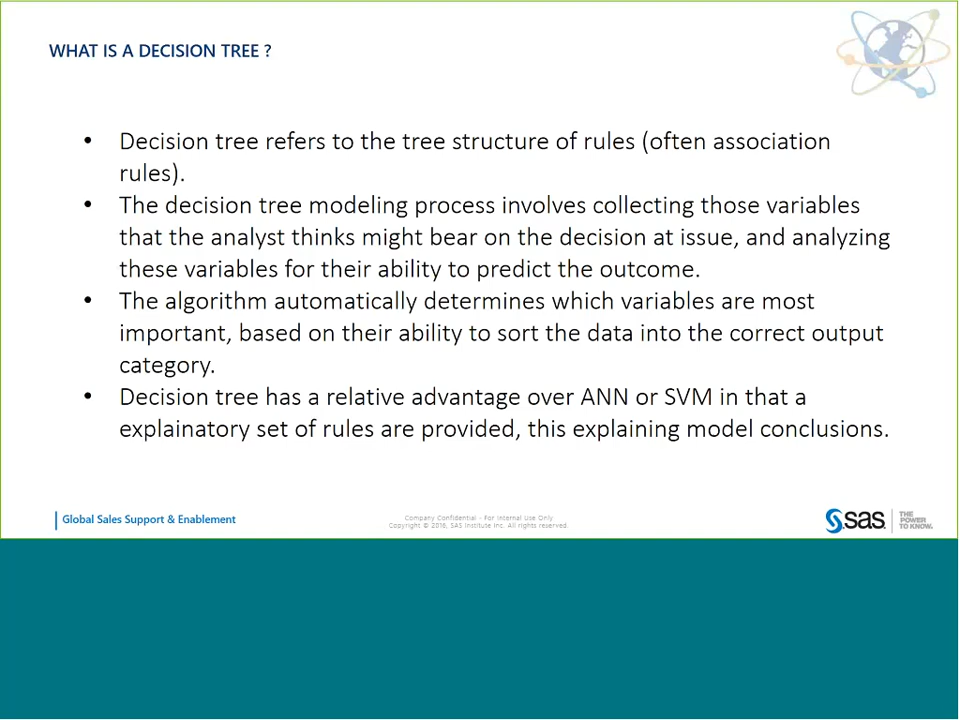 WHAT IS A DECISION TREE ?
• Decision tree refers to the tree structure of rules (often association
rules).
• The decision tree modeling process involves collecting those variables
that the analyst thinks might bear on the decision at issue, and analyzing
these variables for their ability to predict the outcome.
• The algorithm automatically determines which variables are most
important, based on their ability to sort the data into the correct output
category.
• Decision tree has a relative advantage over ANN or SVM in that a
explainatory set of rules are provided, this explaining model conclusions.
Global Sales Support & Enablement
Company Confidential - For Internal Use Only
Copyright © 2016, SAS Institute Inc. All rights reserved.
sas
THE
POWER
TO KNOW.